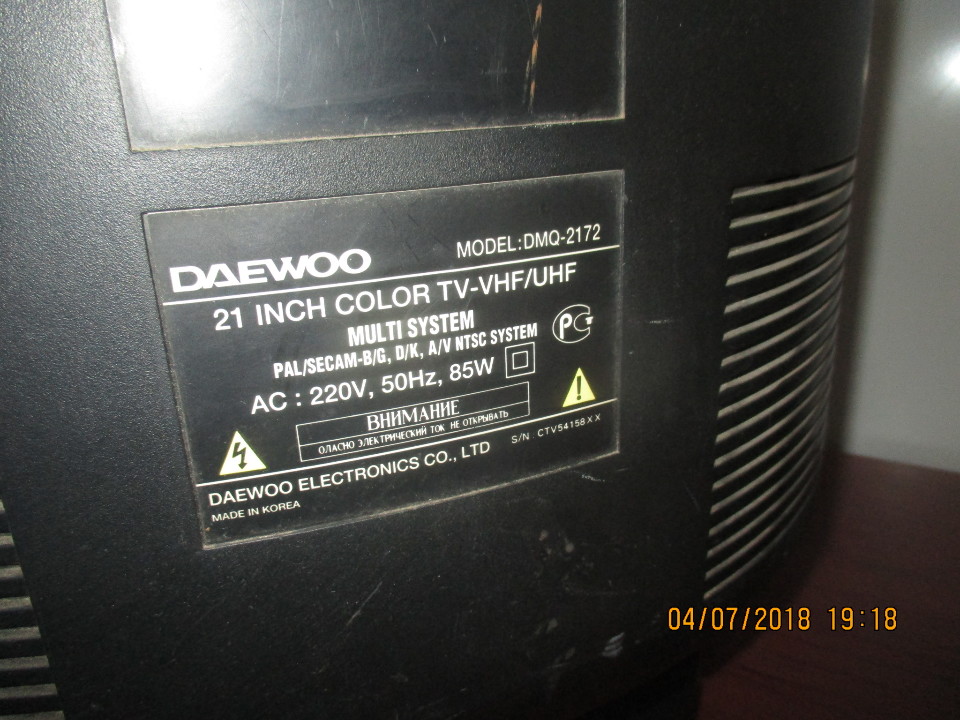 DAEWOO MODEL:DMQ-2172
21 INCH COLOR TV-VHF/UHF
MULTI SYSTEM
PAL/SECAM-B/G, D/K, A/V NTSC SYSTEM
AC : 220V, 50Hz, 85W
ВНИМАНИЕ
ОЛАСНО ЭЛЕКТРИЧЕСКИЙ ТОК НЕ ОТКРЫВАТЬ
S/N. CTV54158XX
DAEWOO ELECTRONICS CO., LTD
MADE IN KOREA
04/07/2018 19:18